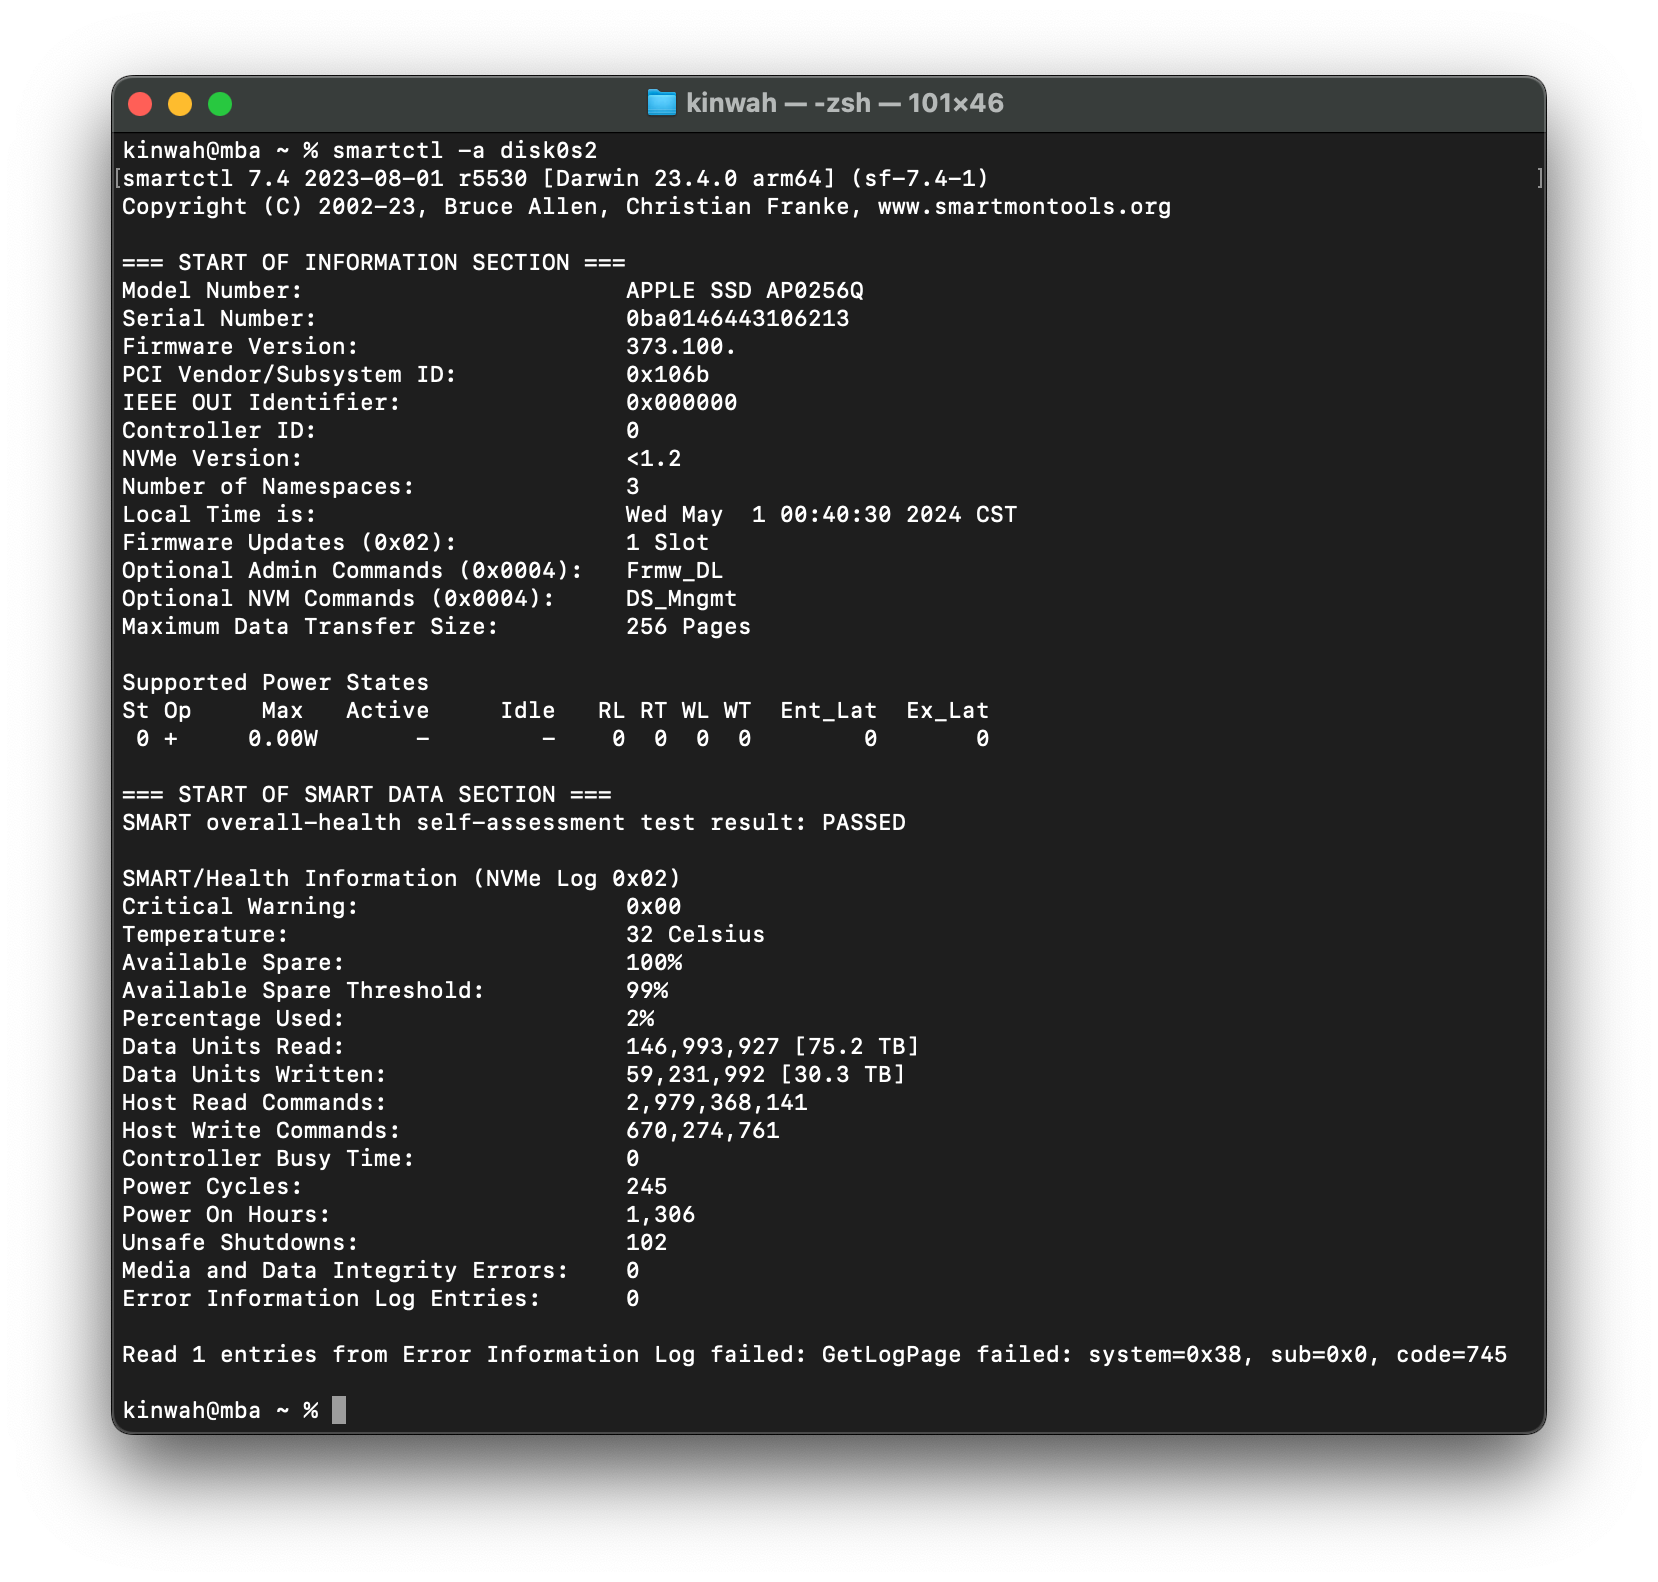 kinwah — -zsh — 101×46
kinwah@mba ~ % smartctl -a disk0s2
[smartctl 7.4 2023-08-01 r5530 [Darwin 23.4.0 arm64] (sf-7.4-1) ]
Copyright (C) 2002-23, Bruce Allen, Christian Franke, www.smartmontools.org

=== START OF INFORMATION SECTION ===
Model Number:                       APPLE SSD AP0256Q
Serial Number:                      0ba0146443106213
Firmware Version:                   373.100.
PCI Vendor/Subsystem ID:            0x106b
IEEE OUI Identifier:                0x000000
Controller ID:                      0
NVMe Version:                       <1.2
Number of Namespaces:               3
Local Time is:                      Wed May  1 00:40:30 2024 CST
Firmware Updates (0x02):            1 Slot
Optional Admin Commands (0x0004):   Frmw_DL
Optional NVM Commands (0x0004):     DS_Mngmt
Maximum Data Transfer Size:         256 Pages

Supported Power States
St Op     Max   Active     Idle   RL RT WL WT  Ent_Lat  Ex_Lat
 0 +     0.00W       -        -    0  0  0  0        0       0

=== START OF SMART DATA SECTION ===
SMART overall-health self-assessment test result: PASSED

SMART/Health Information (NVMe Log 0x02)
Critical Warning:                   0x00
Temperature:                        32 Celsius
Available Spare:                    100%
Available Spare Threshold:          99%
Percentage Used:                    2%
Data Units Read:                    146,993,927 [75.2 TB]
Data Units Written:                 59,231,992 [30.3 TB]
Host Read Commands:                 2,979,368,141
Host Write Commands:                670,274,761
Controller Busy Time:               0
Power Cycles:                       245
Power On Hours:                     1,306
Unsafe Shutdowns:                   102
Media and Data Integrity Errors:    0
Error Information Log Entries:      0

Read 1 entries from Error Information Log failed: GetLogPage failed: system=0x38, sub=0x0, code=745

kinwah@mba ~ %